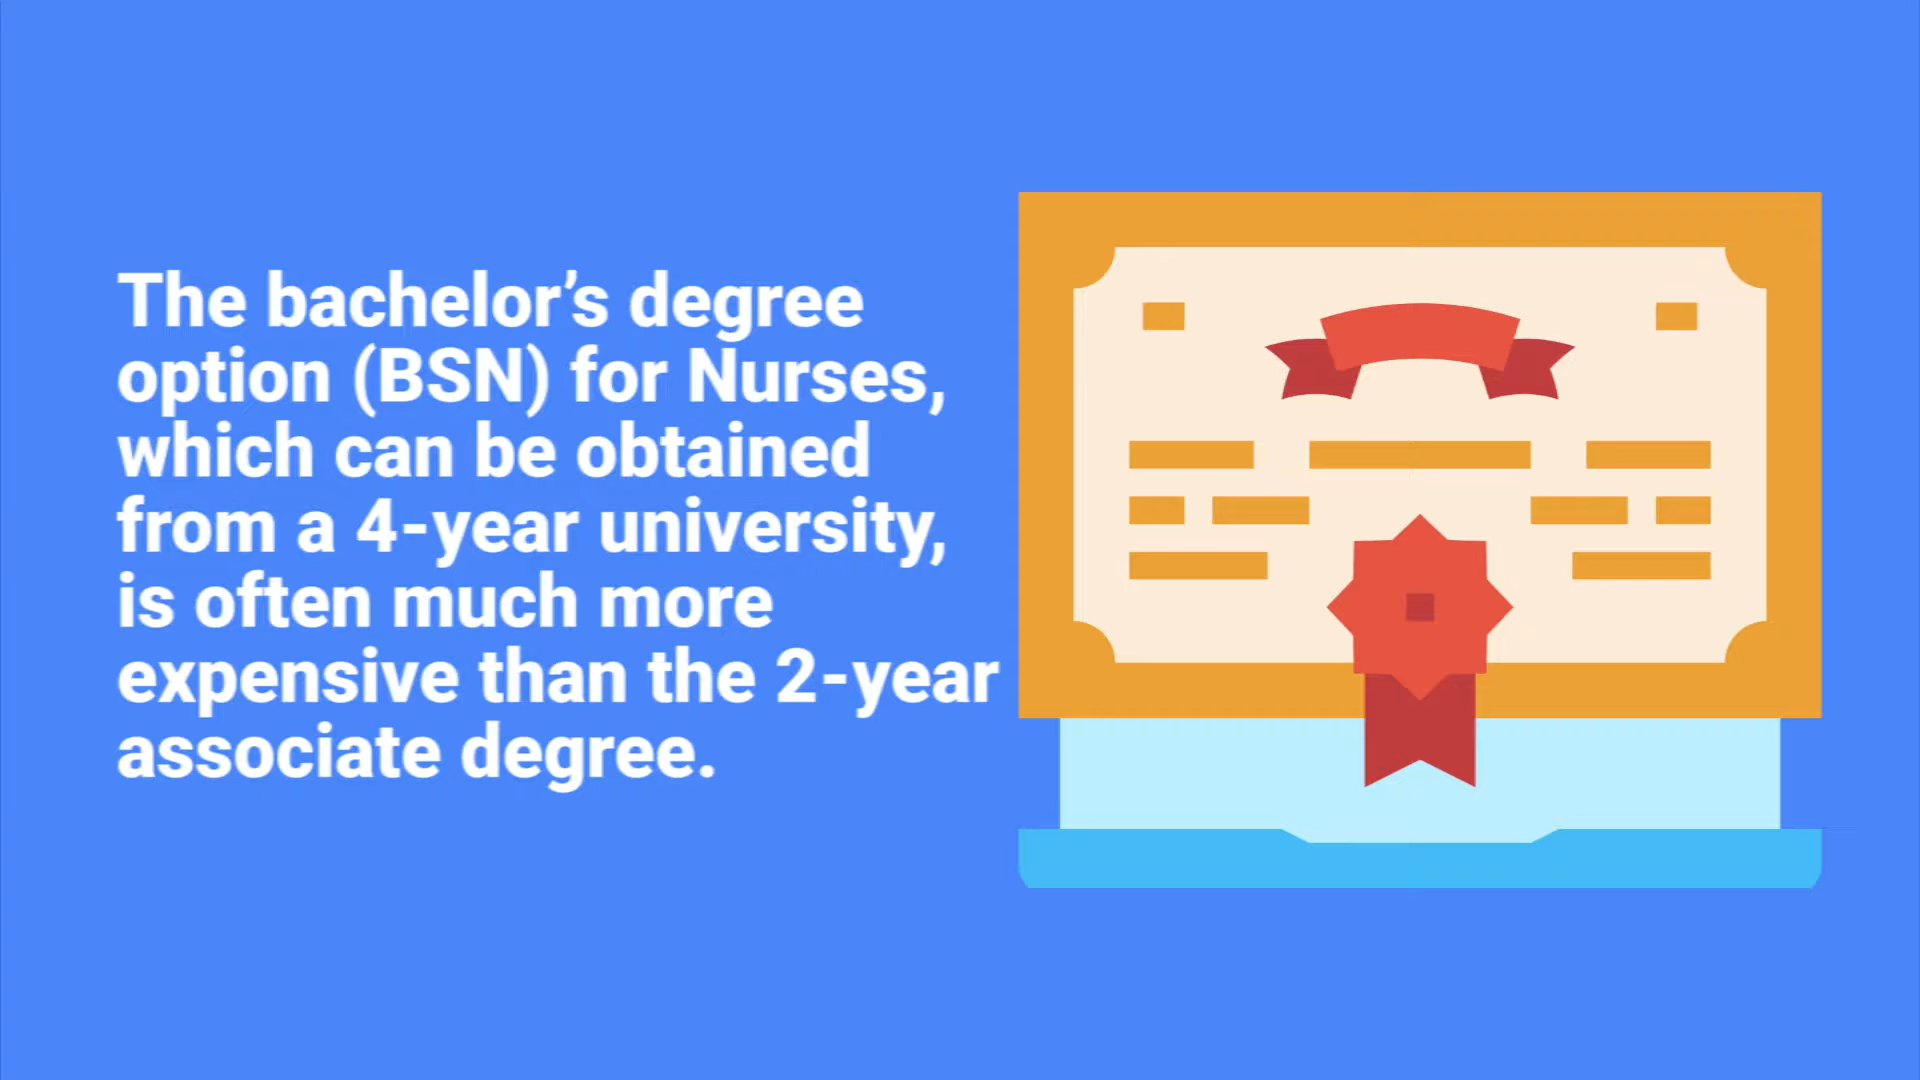 The bachelor’s degree
option (BSN) for Nurses,
which can be obtained
from a 4-year university,
is often much more
expensive than the 2-year
associate degree.